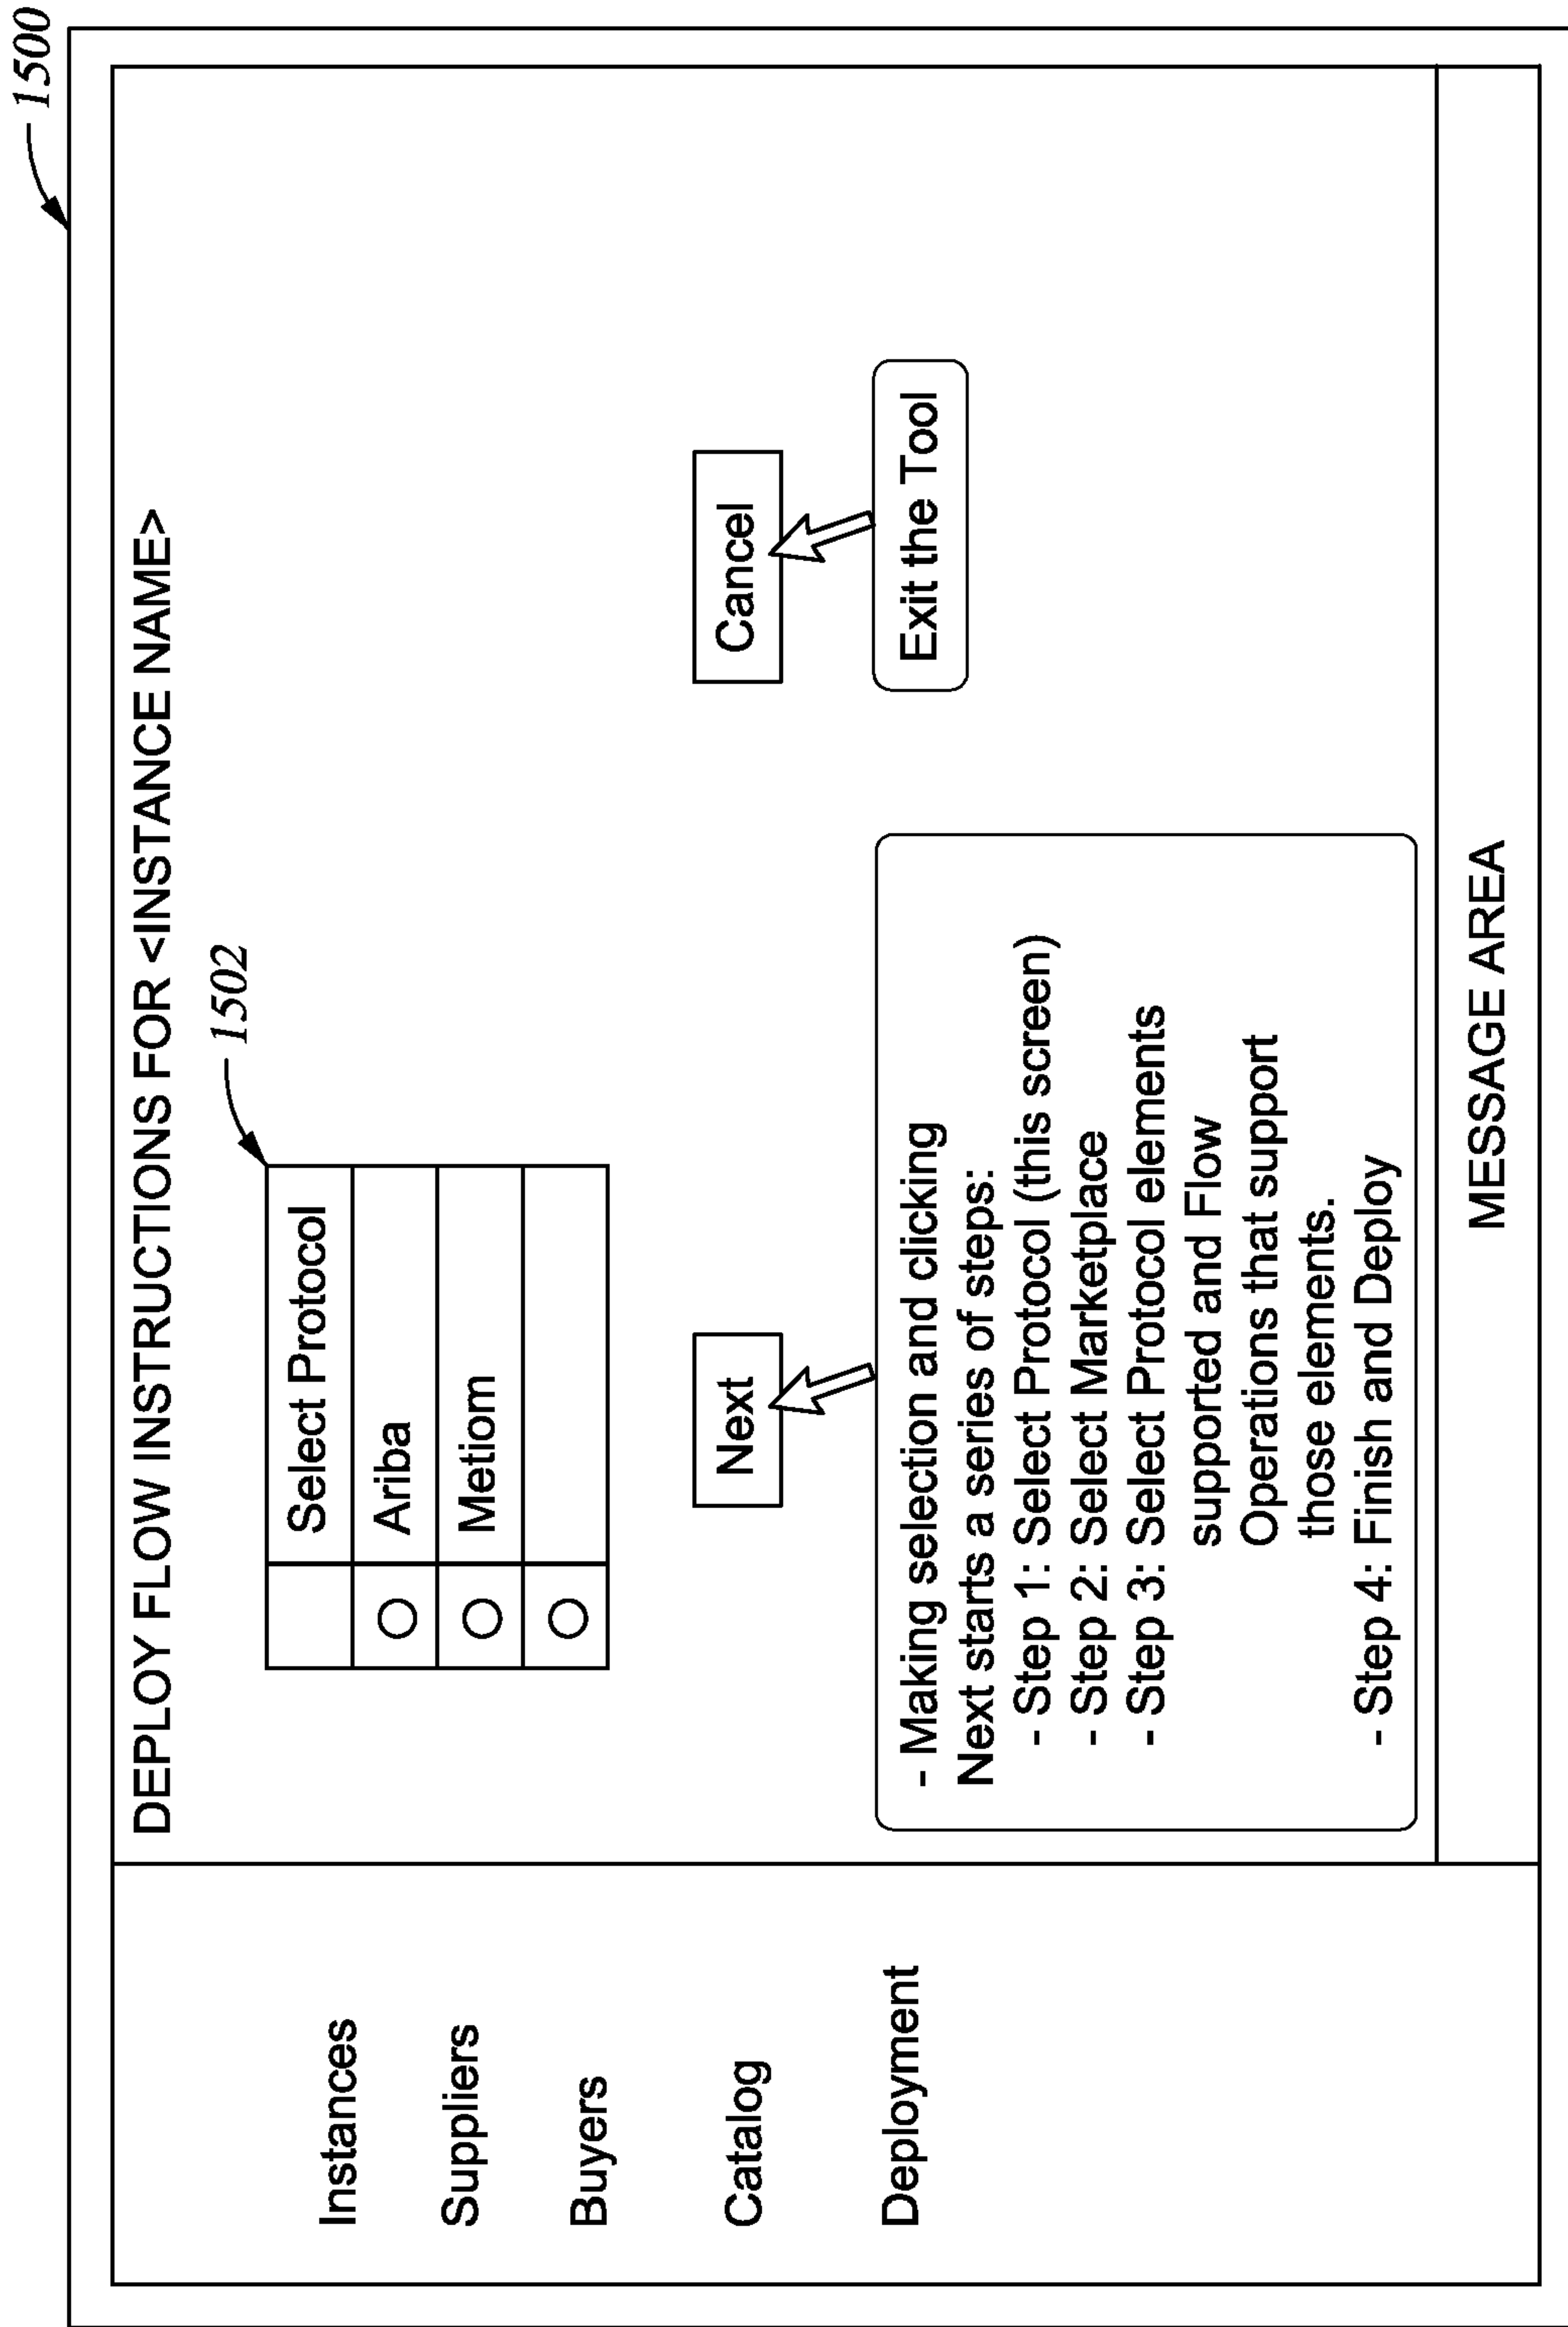 1500
DEPLOY FLOW INSTRUCTIONS FOR <INSTANCE NAME>
1502
Instances
Suppliers
Buyers
Catalog
Deployment
Select Protocol
Ariba
Metiom
Next
Cancel
- Making selection and clicking
Next starts a series of steps:
- Step 1: Select Protocol (this screen)
- Step 2: Select Marketplace
- Step 3: Select Protocol elements
supported and Flow
Operations that support
those elements.
- Step 4: Finish and Deploy
Exit the Tool
MESSAGE AREA